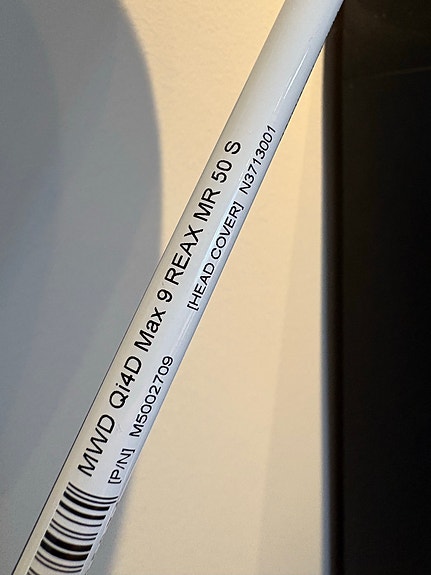 MWD Qi4D Max 9 REAX MR 50 S
[P/N] M5002709 [HEAD COVER] N3713001